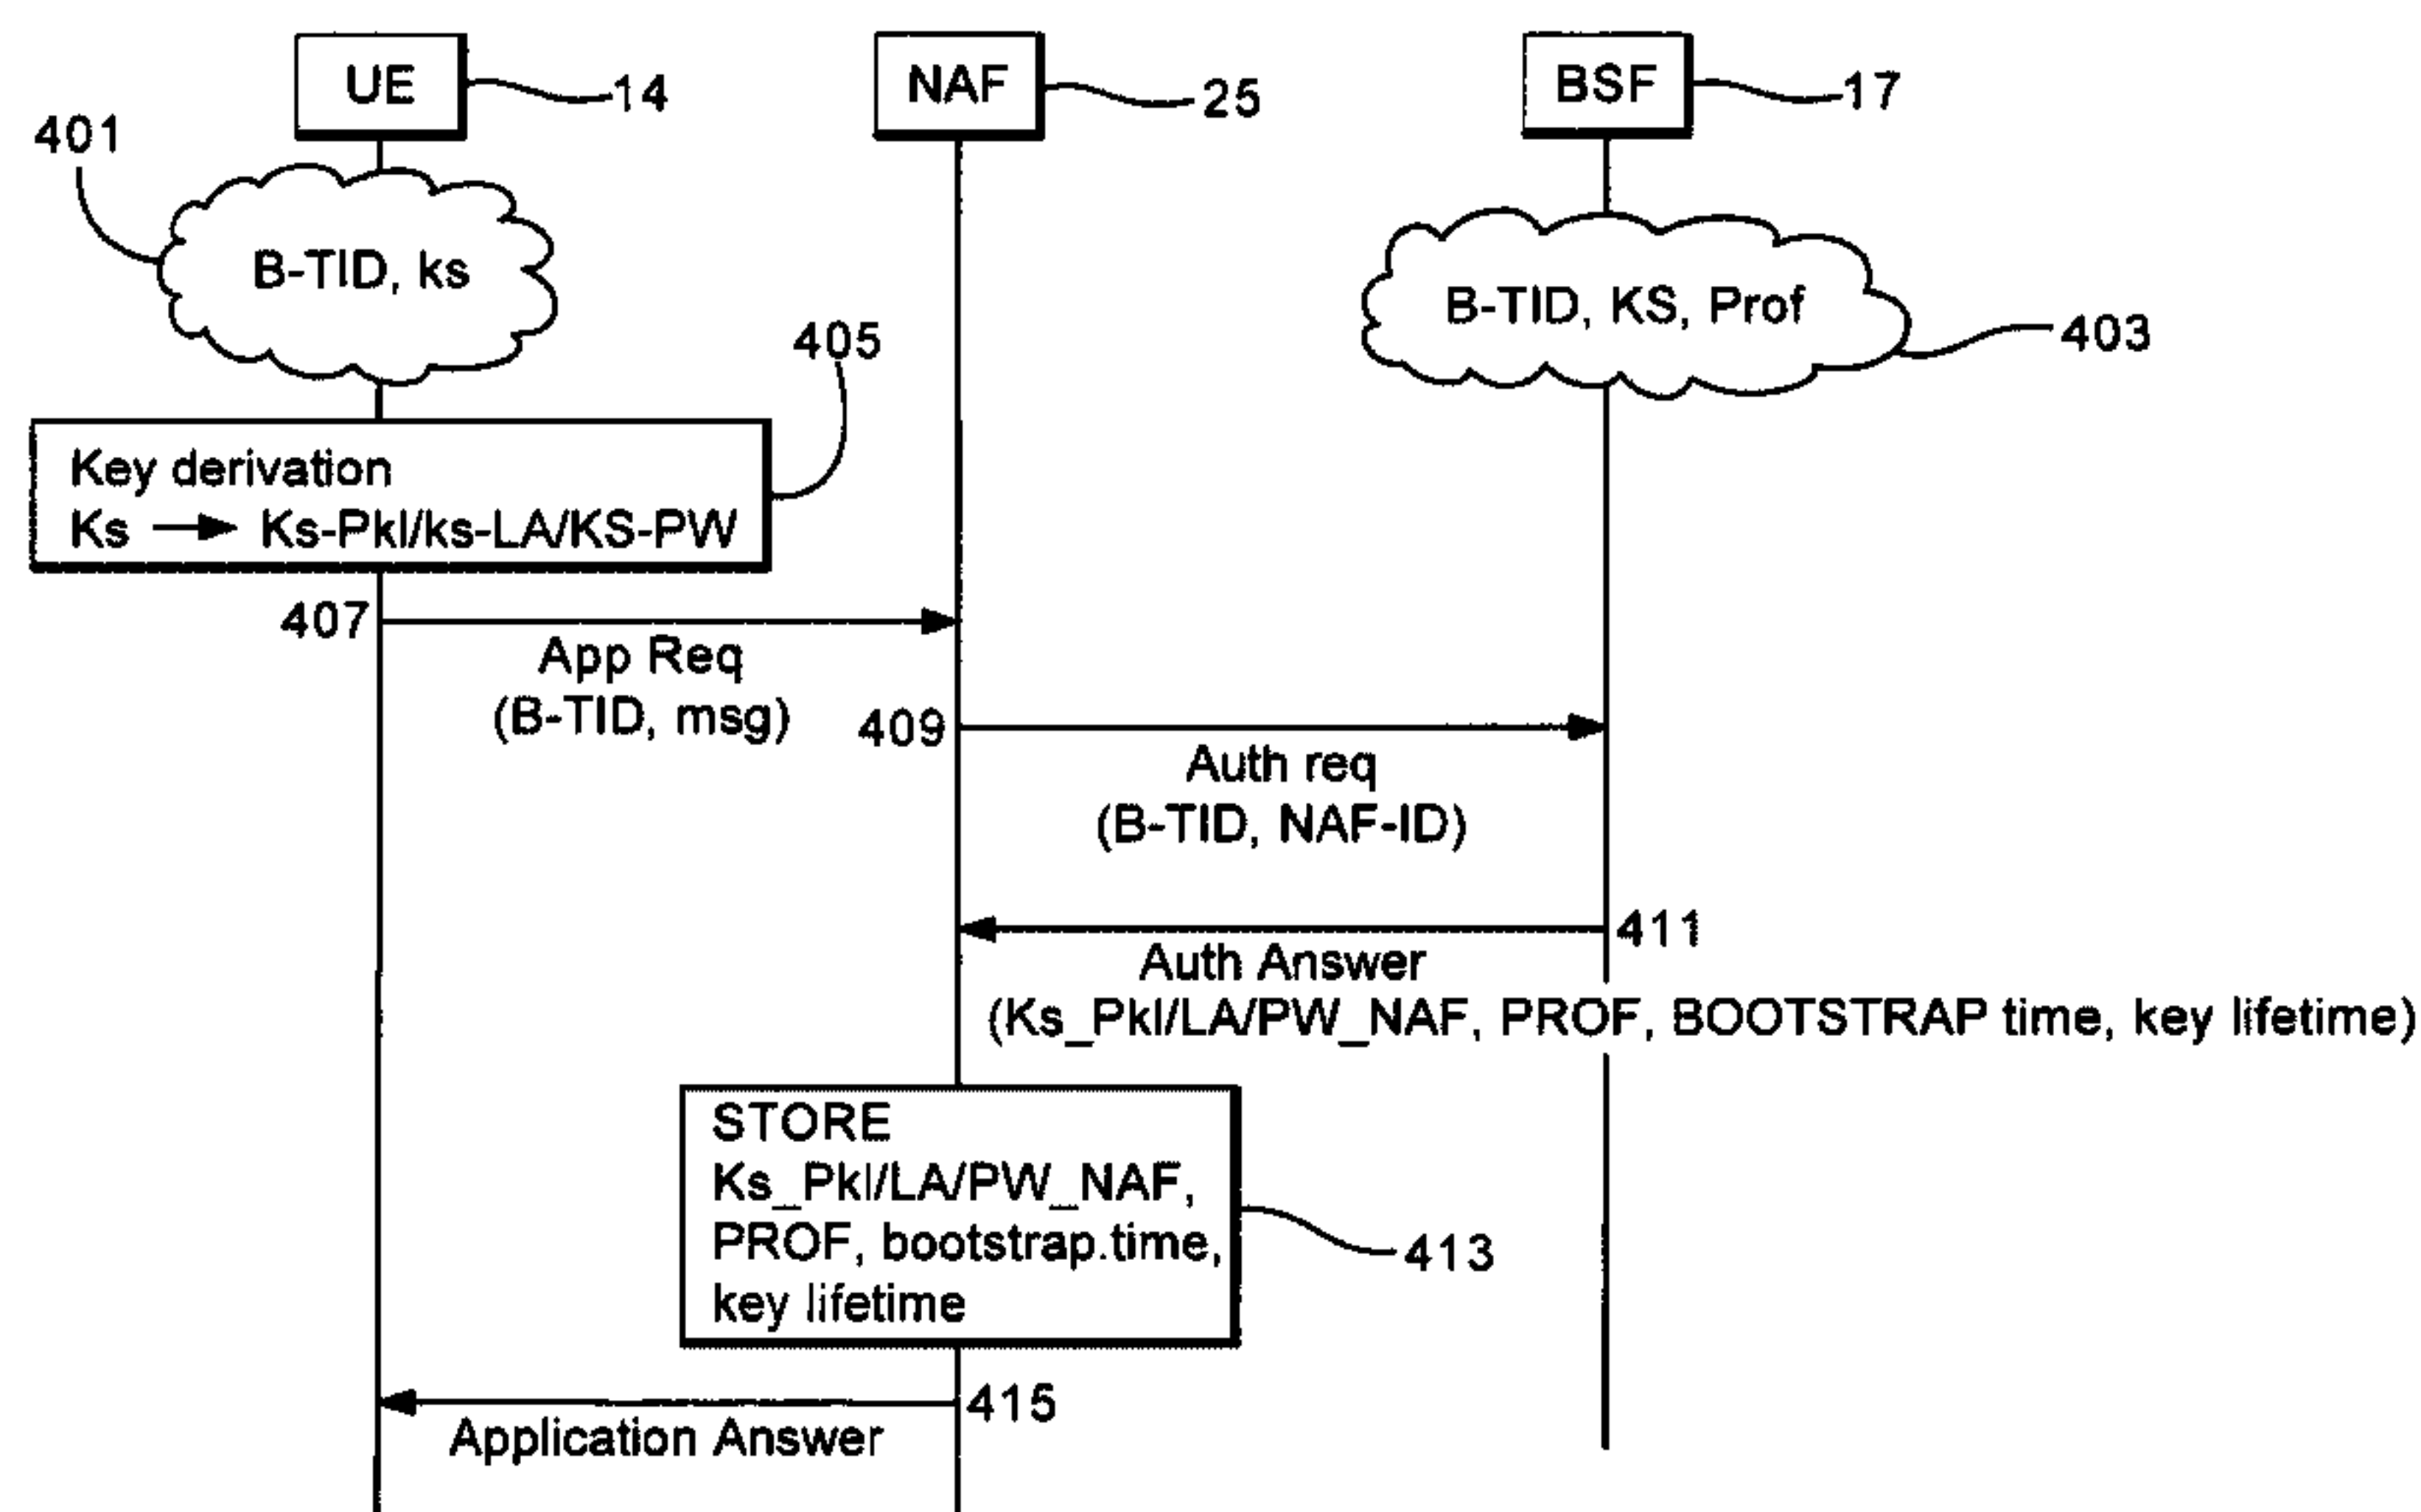 UE
14
NAF
25
BSF
17
401
B-TID, ks
B-TID, KS, Prof
403
405
Key derivation
Ks → Ks-Pkl/ks-LA/KS-PW
407
App Req
(B-TID, msg)
409
Auth req
(B-TID, NAF-ID)
411
Auth Answer
(Ks_Pkl/LA/PW_NAF, PROF, BOOTSTRAP time, key lifetime)
STORE
Ks_Pkl/LA/PW_NAF,
PROF, bootstrap.time,
key lifetime
413
415
Application Answer